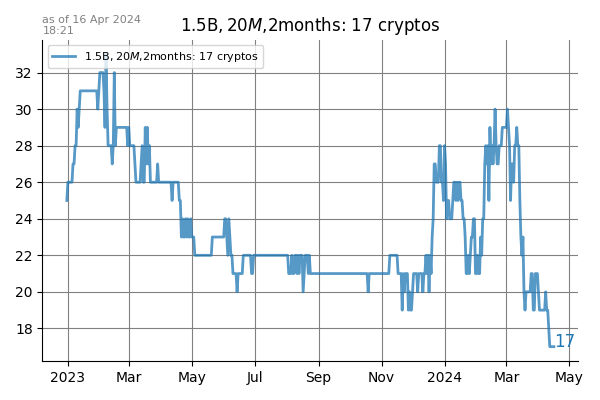 as of 16 Apr 2024
18:21
1.5B, 20M,2months: 17 cryptos
1.5B, 20M,2months: 17 cryptos
32
30
28
26
24
22
20
18
17
2023 Mar May Jul Sep Nov 2024 Mar May